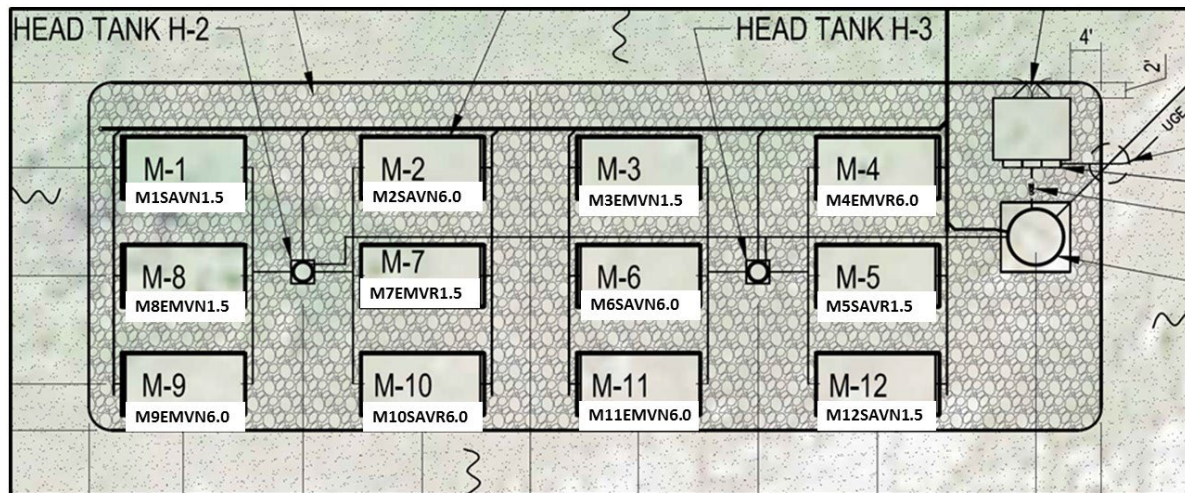 HEAD TANK H-2
HEAD TANK H-3
4'
2'
UGE
M-1
M1SAVN1.5
M-2
M2SAVN6.0
M-3
M3EMVN1.5
M-4
M4EMVR6.0
M-8
M8EMVN1.5
M-7
M7EMVR1.5
M-6
M6SAVN6.0
M-5
M5SAVR1.5
M-9
M9EMVN6.0
M-10
M10SAVR6.0
M-11
M11EMVN6.0
M-12
M12SAVN1.5